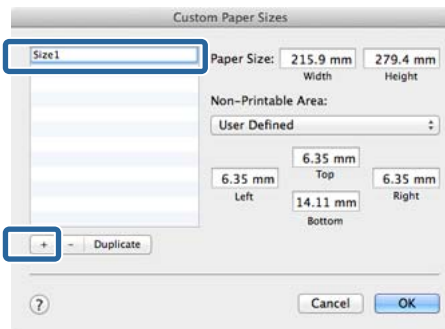 Custom Paper Sizes
Size1
Paper Size: 215.9 mm 279.4 mm
Width Height
Non-Printable Area:
User Defined
6.35 mm
Top
6.35 mm 6.35 mm
Left Right
14.11 mm
Bottom
+ - Duplicate
? Cancel OK